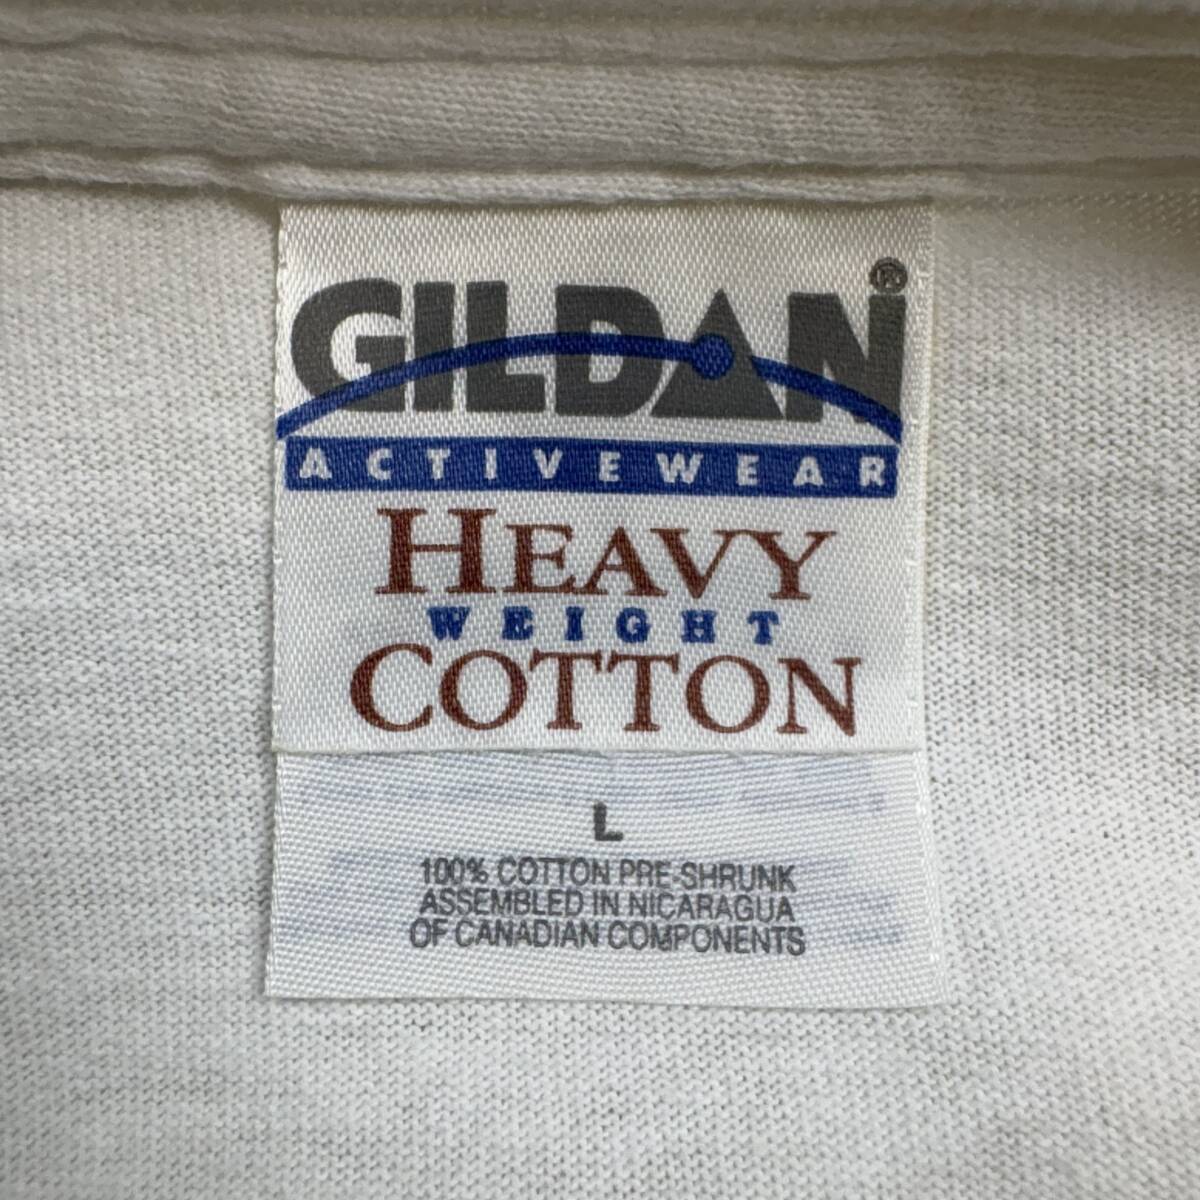 GILDAN®
ACTIVEWEAR
HEAVY
WEIGHT
COTTON
L
100% COTTON PRE-SHRUNK
ASSEMBLED IN NICARAGUA
OF CANADIAN COMPONENTS